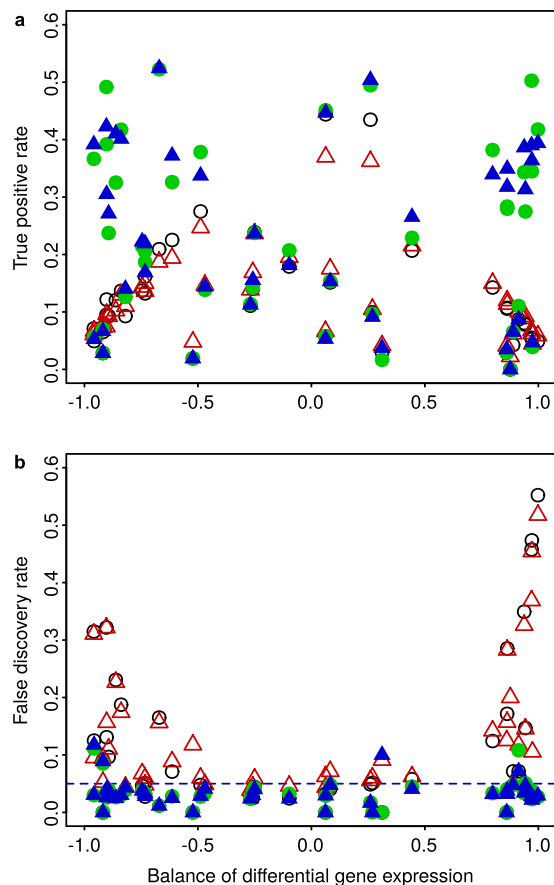 a
0.6
0.5
0.4
0.3
0.2
0.1
0.0
True positive rate
-1.0 -0.5 0.0 0.5 1.0
b
0.6
0.5
0.4
0.3
0.2
0.1
0.0
False discovery rate
-1.0 -0.5 0.0 0.5 1.0
Balance of differential gene expression